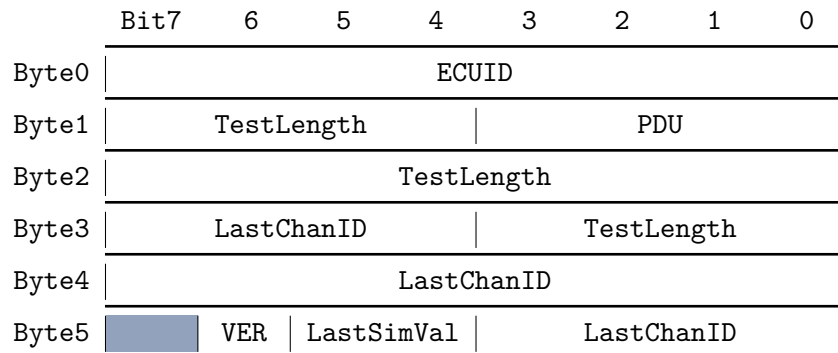 Bit7 6 5 4 3 2 1 0
Byte0 ECUID
Byte1 TestLength PDU
Byte2 TestLength
Byte3 LastChanID TestLength
Byte4 LastChanID
Byte5 VER LastSimVal LastChanID